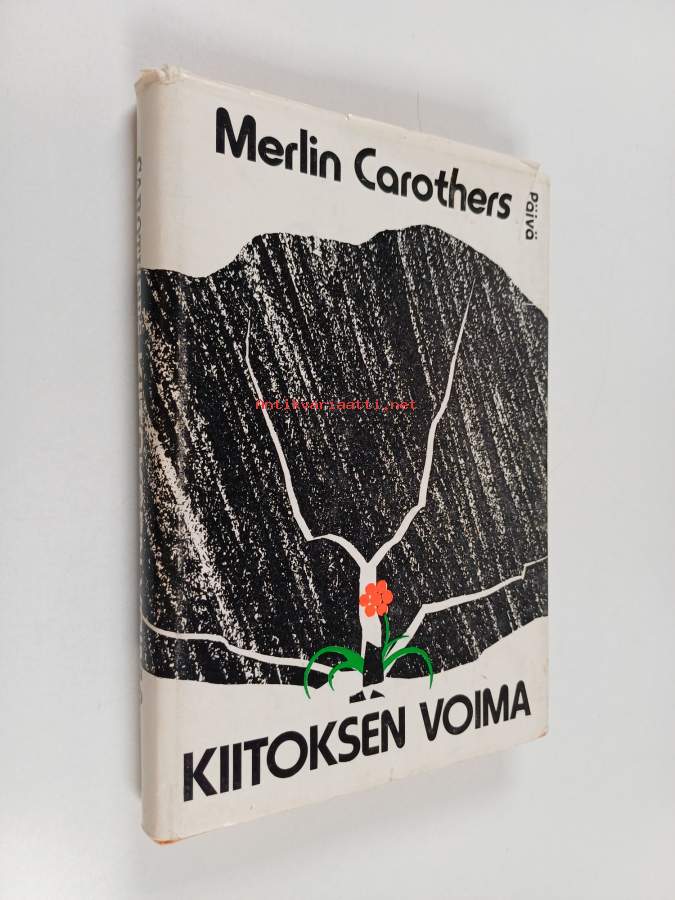 Merlin Carothers
Päivä
Antikvariaatti.net
KIITOKSEN VOIMA